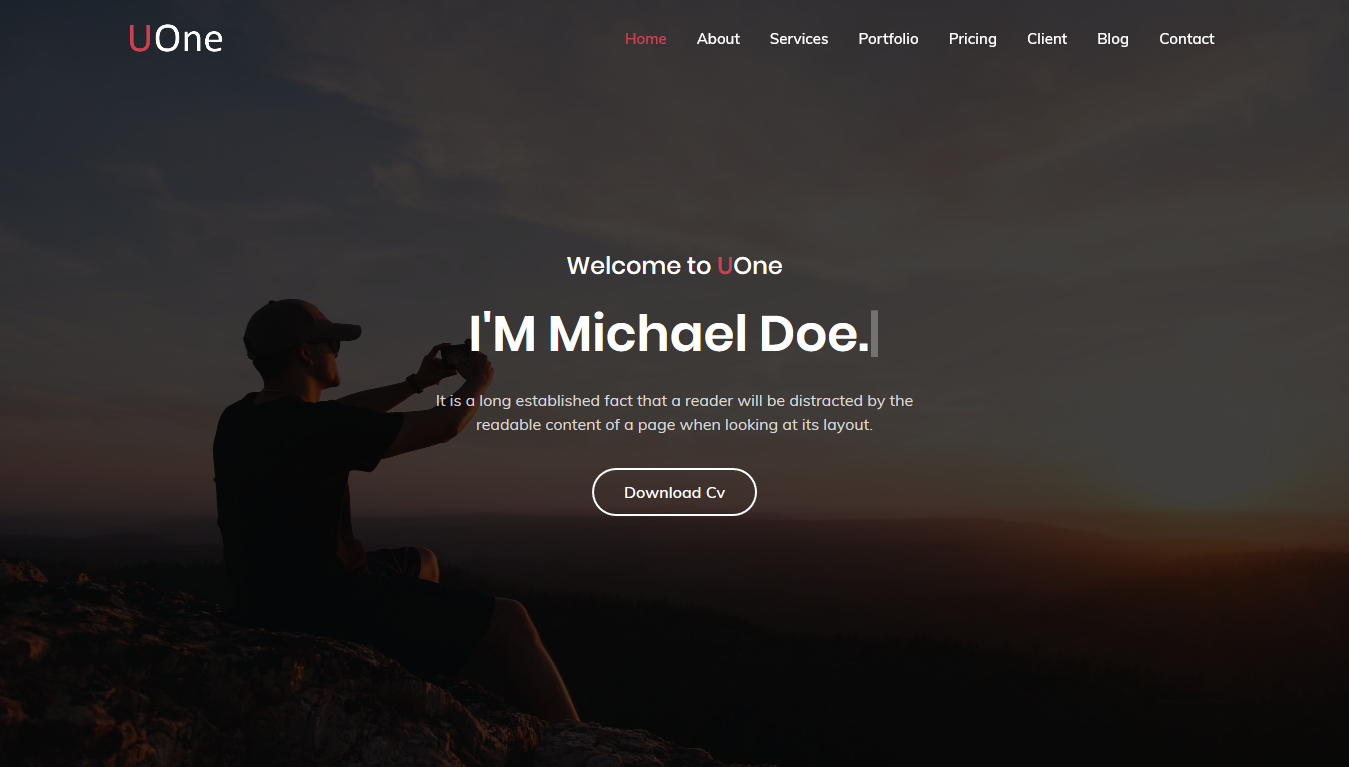 UOne
Home About Services Portfolio Pricing Client Blog Contact
Welcome to UOne
I'M Michael Doe.
It is a long established fact that a reader will be distracted by the
readable content of a page when looking at its layout.
Download Cv